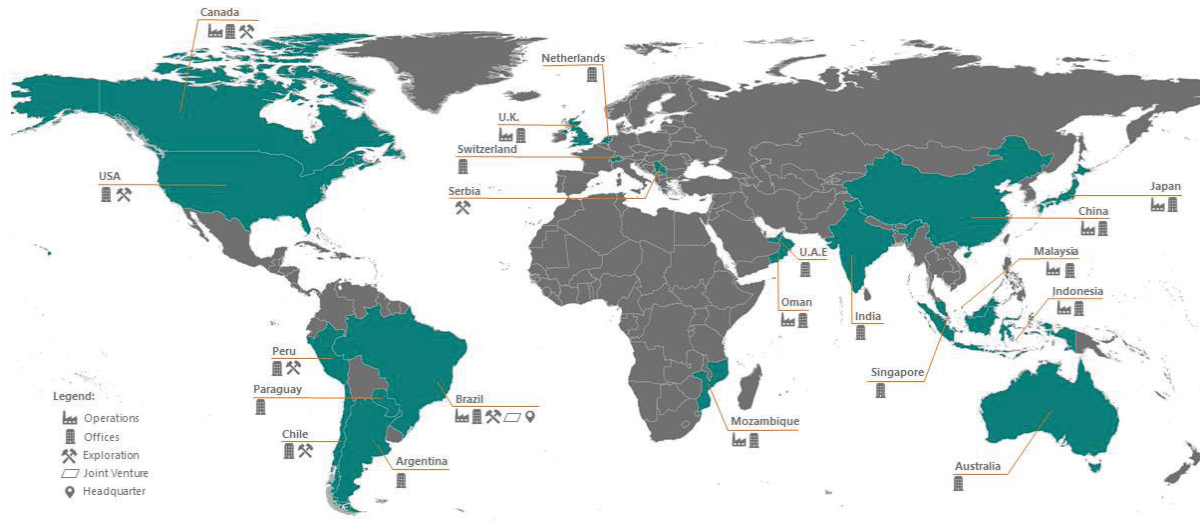 Canada
Netherlands
U.K.
Switzerland
USA
Serbia
Japan
China
U.A.E
Malaysia
Indonesia
Oman
India
Peru
Singapore
Paraguay
Legend:
Brazil
Operations
Mozambique
Offices
Chile
Exploration
Argentina
Australia
Joint Venture
Headquarter